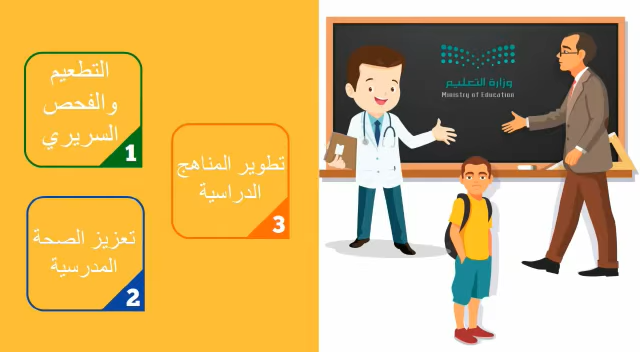 التطعيم
والفحص
السريري
1
تعزيز الصحة
المدرسية
2
تطوير المناهج
الدراسية
3
وزارة التعليم
Ministry of Education